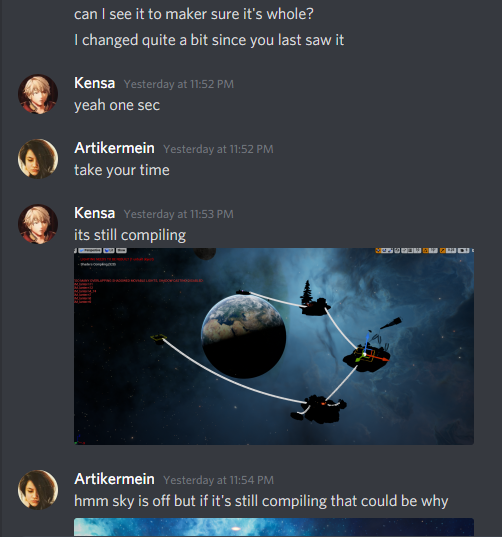 can I see it to maker sure it's whole?
I changed quite a bit since you last saw it
Kensa Yesterday at 11:52 PM
yeah one sec
Artikermein Yesterday at 11:52 PM
take your time
Kensa Yesterday at 11:53 PM
its still compiling
Artikermein Yesterday at 11:54 PM
hmm sky is off but if it's still compiling that could be why